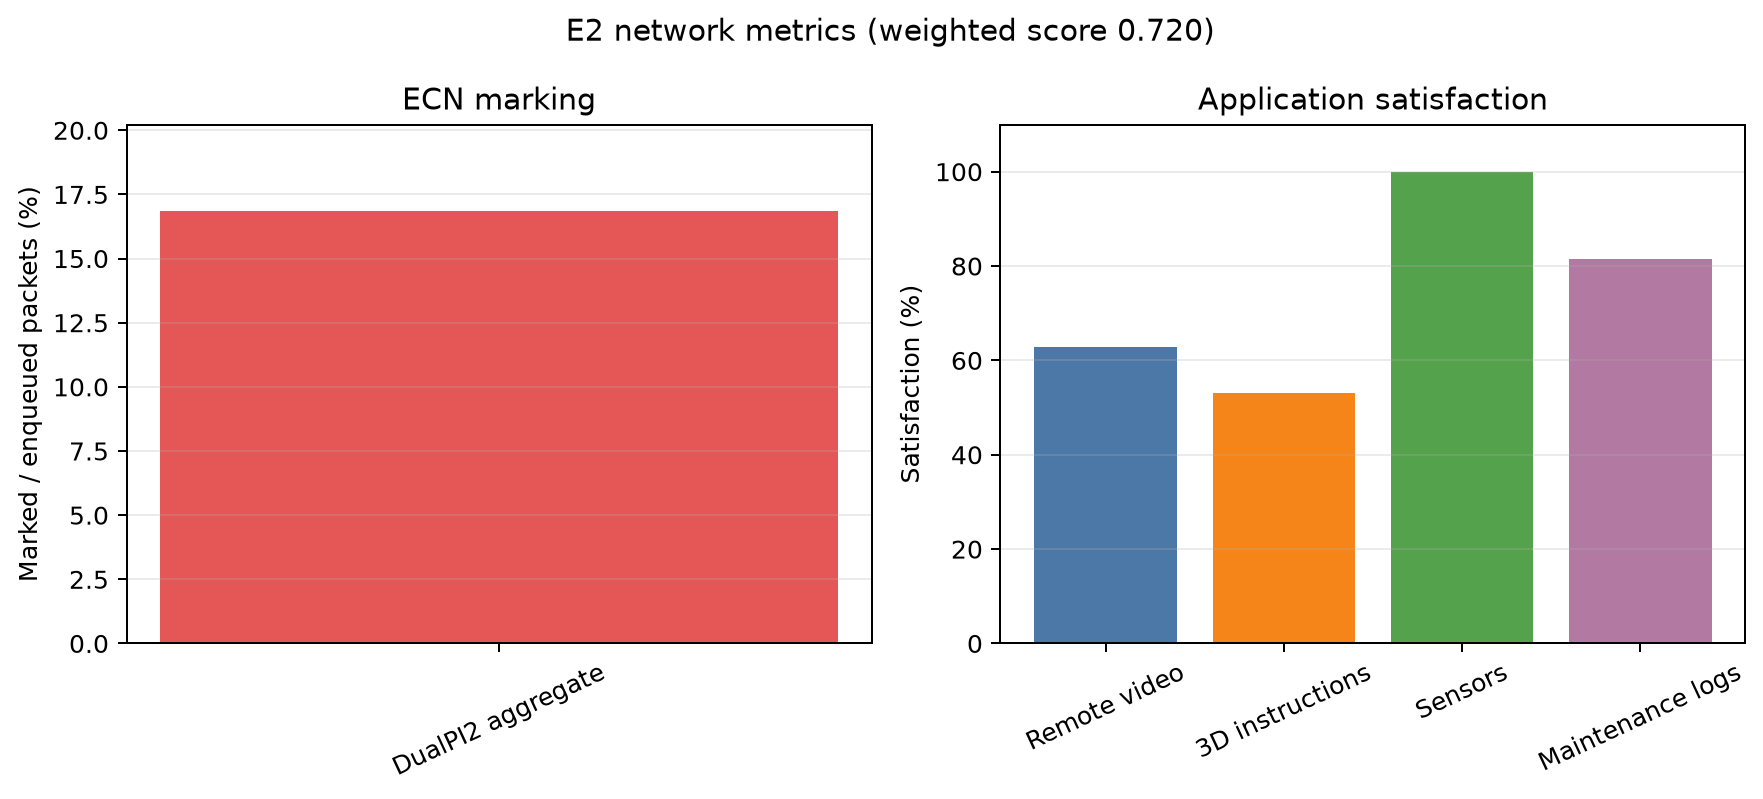 E2 network metrics (weighted score 0.720)
ECN marking
Marked / enqueued packets (%)
20.0
17.5
15.0
12.5
10.0
7.5
5.0
2.5
0.0
DualPI2 aggregate
Application satisfaction
Satisfaction (%)
100
80
60
40
20
0
Remote video
3D instructions
Sensors
Maintenance logs